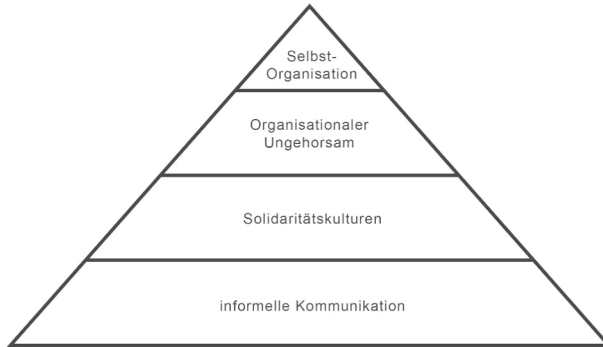 Selbst-
Organisation
Organisationaler
Ungehorsam
Solidaritätskulturen
informelle Kommunikation